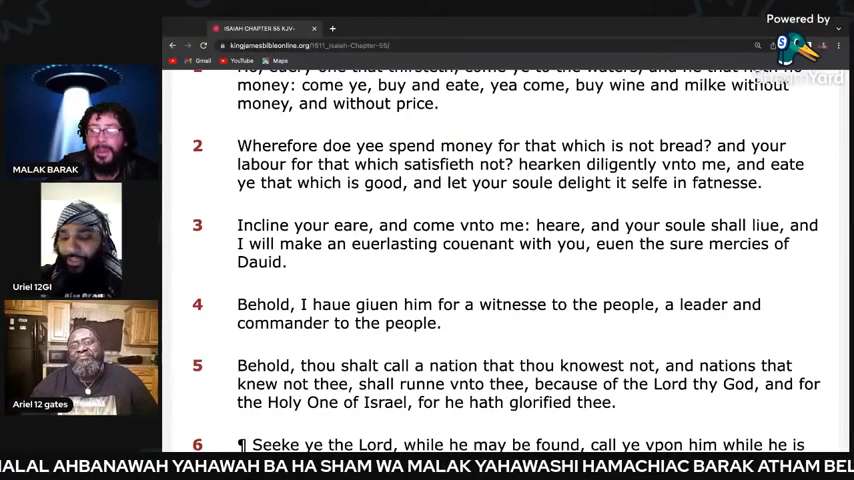 ISAIAH CHAPTER 55 KJV-
Powered by
StreamYard
kingjamesbibleonline.org/1611_Isaiah-Chapter-55/
Gmail YouTube Maps
money: come ye, buy and eate, yea come, buy wine and milke without
money, and without price.
2 Wherefore doe yee spend money for that which is not bread? and your
labour for that which satisfieth not? hearken diligently vnto me, and eate
ye that which is good, and let your soule delight it selfe in fatnesse.
3 Incline your eare, and come vnto me: heare, and your soule shall liue, and
I will make an euerlasting couenant with you, euen the sure mercies of
Dauid.
4 Behold, I haue giuen him for a witnesse to the people, a leader and
commander to the people.
5 Behold, thou shalt call a nation that thou knowest not, and nations that
knew not thee, shall runne vnto thee, because of the Lord thy God, and for
the Holy One of Israel, for he hath glorified thee.
6 ¶ Seeke ye the Lord, while he may be found, call ye vpon him while he is
MALAK BARAK
Uriel 12GI
Ariel 12 gates
HALAL AHBANAWAH YAHAWAH BA HA SHAM WA MALAK YAHAWASHI HAMACHIAC BARAK ATHAM BEL